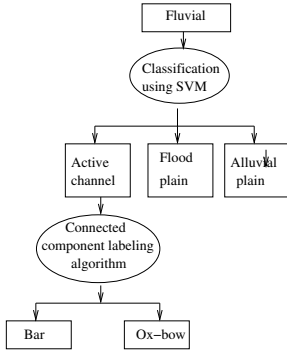 Fluvial
Classification
using SVM
Active
channel
Flood
plain
Alluvial
plain
Connected
component labeling
algorithm
Bar
Ox−bow